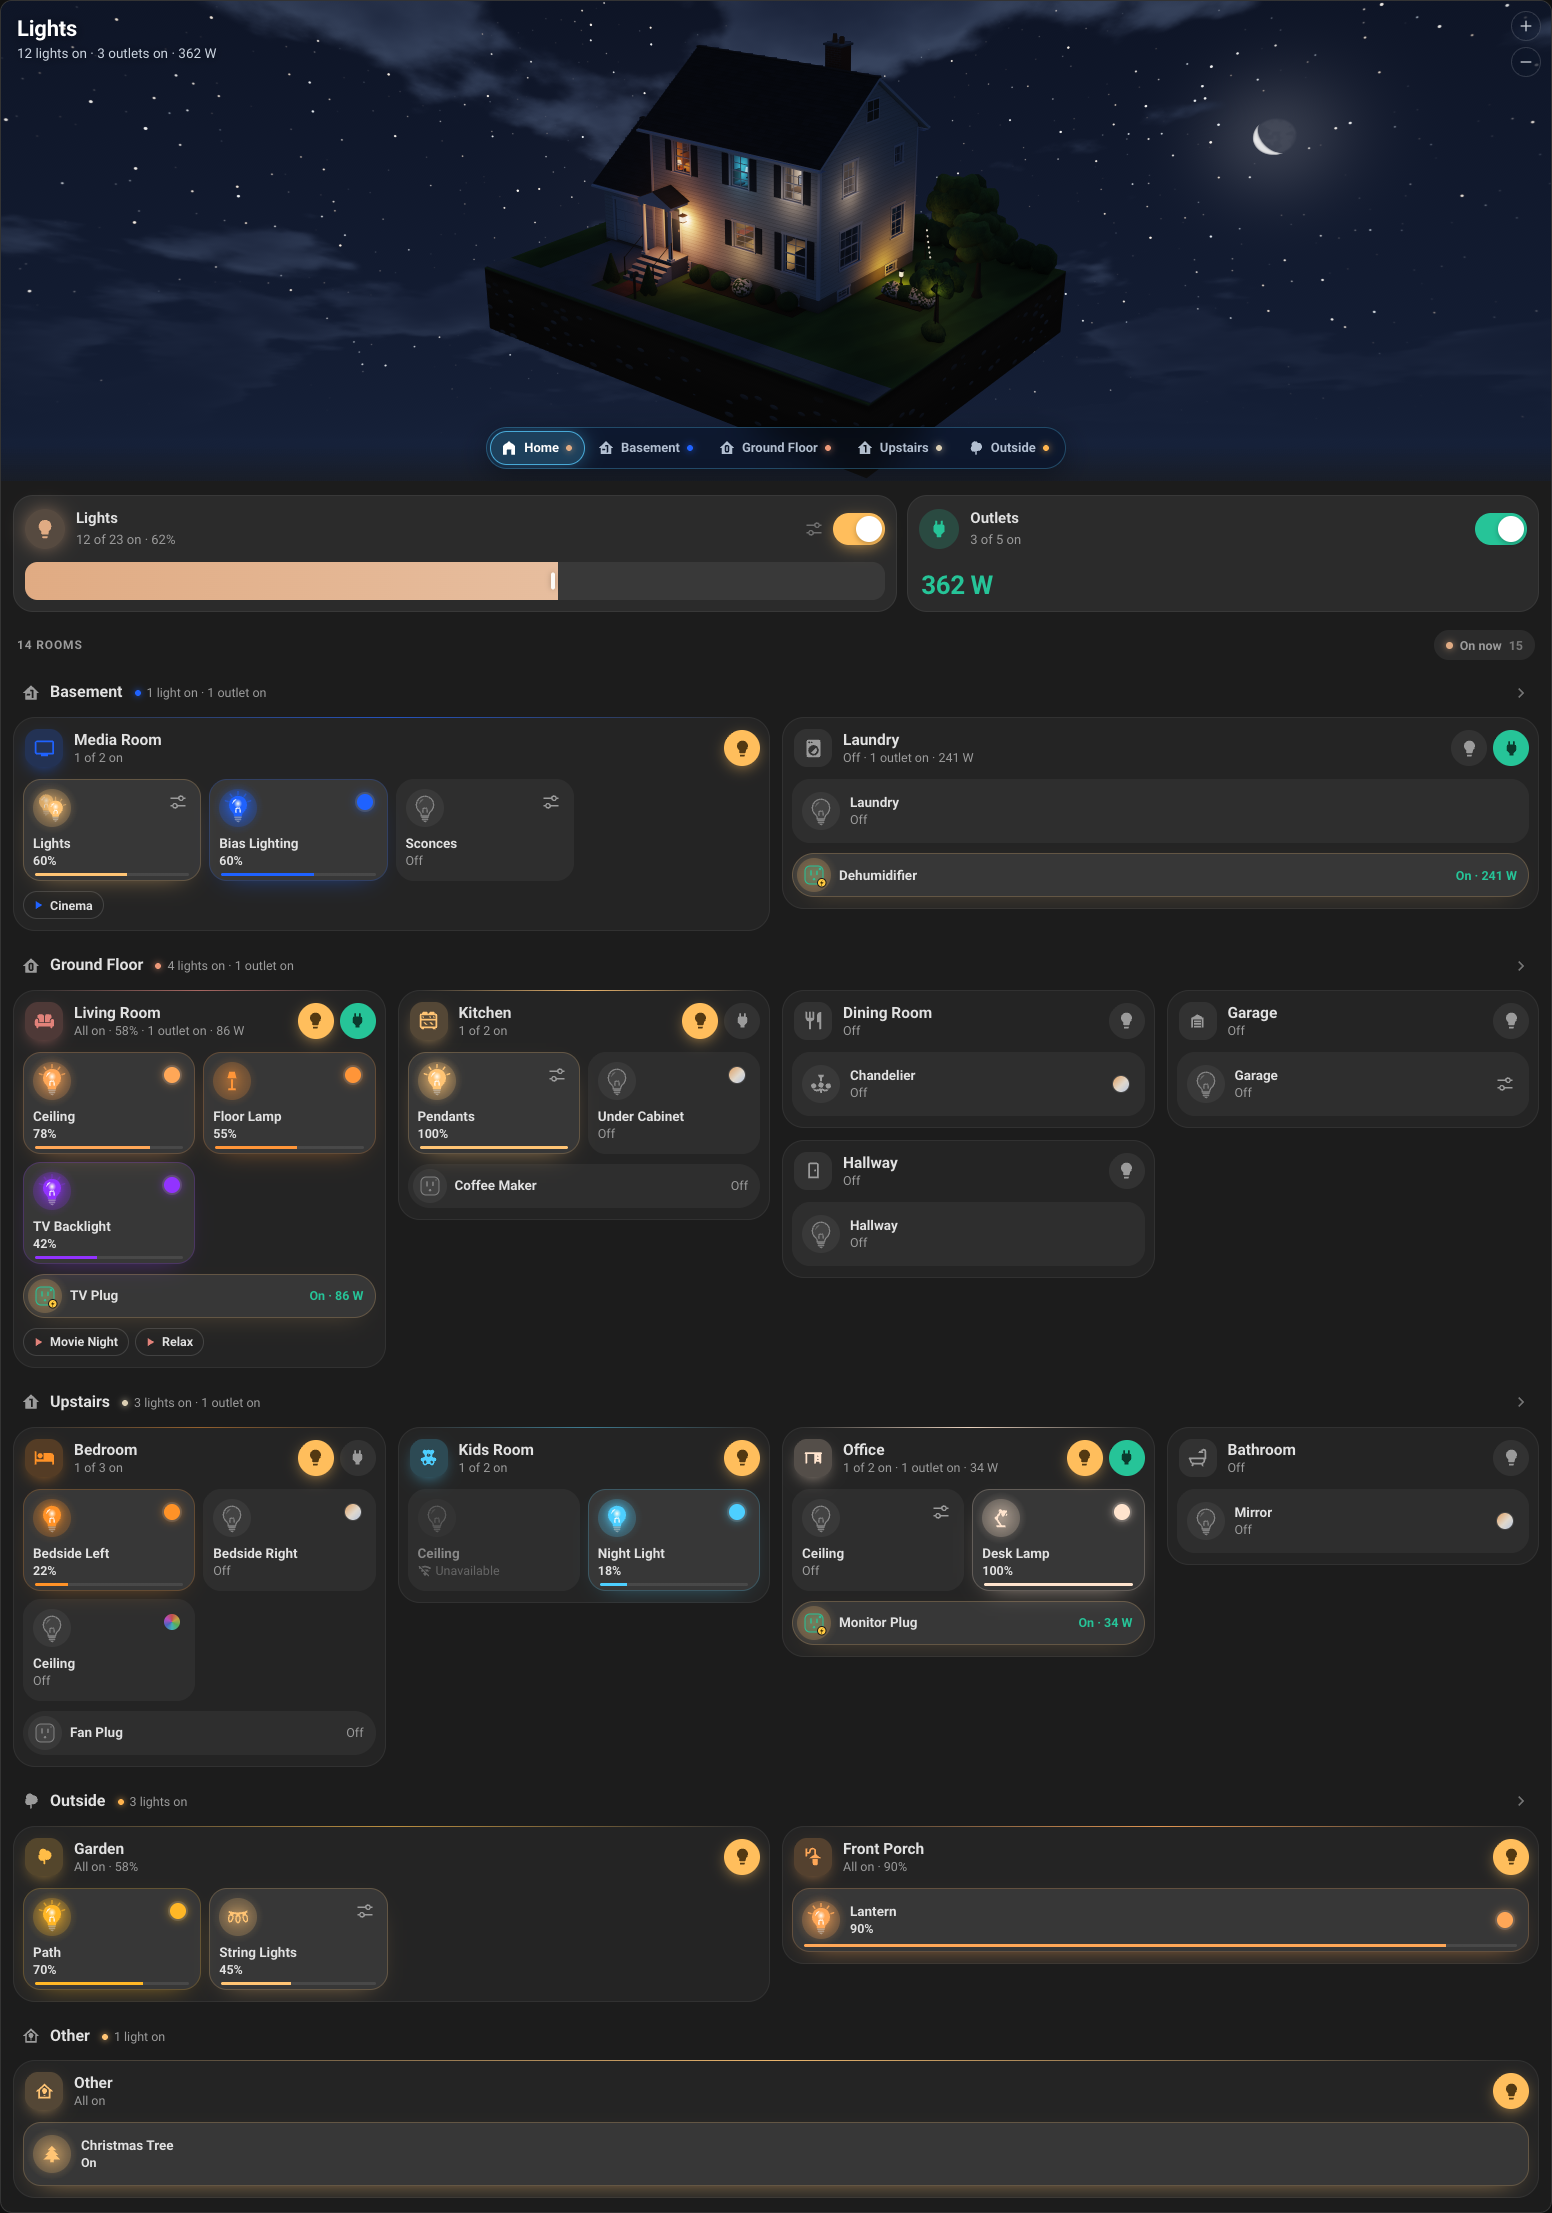 Lights
12 lights on · 3 outlets on · 362 W
Home
Basement
Ground Floor
Upstairs
Outside
Lights
12 of 23 on · 62%
Outlets
3 of 5 on
362 W
14 ROOMS
On now 15
Basement
1 light on · 1 outlet on
Media Room
1 of 2 on
Lights
60%
Bias Lighting
60%
Sconces
Off
Cinema
Laundry
Off · 1 outlet on · 241 W
Laundry
Off
Dehumidifier
On · 241 W
Ground Floor
4 lights on · 1 outlet on
Living Room
All on · 58% · 1 outlet on · 86 W
Ceiling
78%
Floor Lamp
55%
TV Backlight
42%
TV Plug
On · 86 W
Movie Night
Relax
Kitchen
1 of 2 on
Pendants
100%
Under Cabinet
Off
Coffee Maker
Off
Dining Room
Off
Chandelier
Off
Hallway
Off
Hallway
Off
Garage
Off
Garage
Off
Upstairs
3 lights on · 1 outlet on
Bedroom
1 of 3 on
Bedside Left
22%
Bedside Right
Off
Ceiling
Off
Fan Plug
Off
Kids Room
1 of 2 on
Ceiling
Unavailable
Night Light
18%
Office
1 of 2 on · 1 outlet on · 34 W
Ceiling
Off
Desk Lamp
100%
Monitor Plug
On · 34 W
Bathroom
Off
Mirror
Off
Outside
3 lights on
Garden
All on · 58%
Path
70%
String Lights
45%
Front Porch
All on · 90%
Lantern
90%
Other
1 light on
Other
All on
Christmas Tree
On